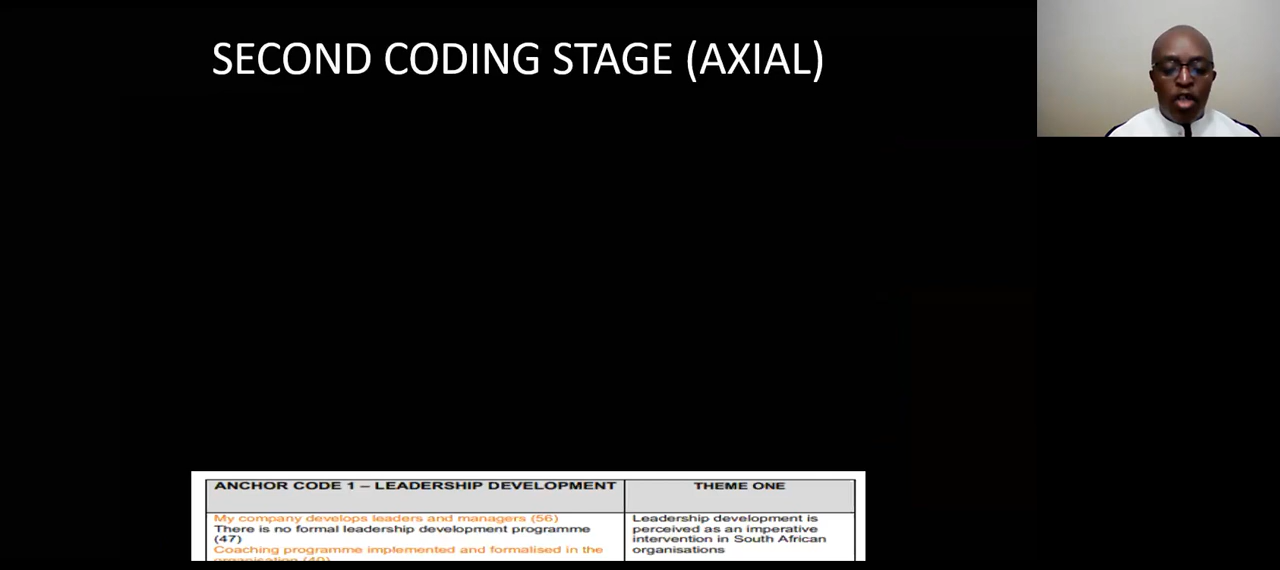 SECOND CODING STAGE (AXIAL)
ANCHOR CODE 1 – LEADERSHIP DEVELOPMENT
THEME ONE
My company develops leaders and managers (56)
There is no formal leadership development programme
(47)
Coaching programme implemented and formalised in the
organisation (40)
Leadership development is
perceived as an imperative
intervention in South African
organisations